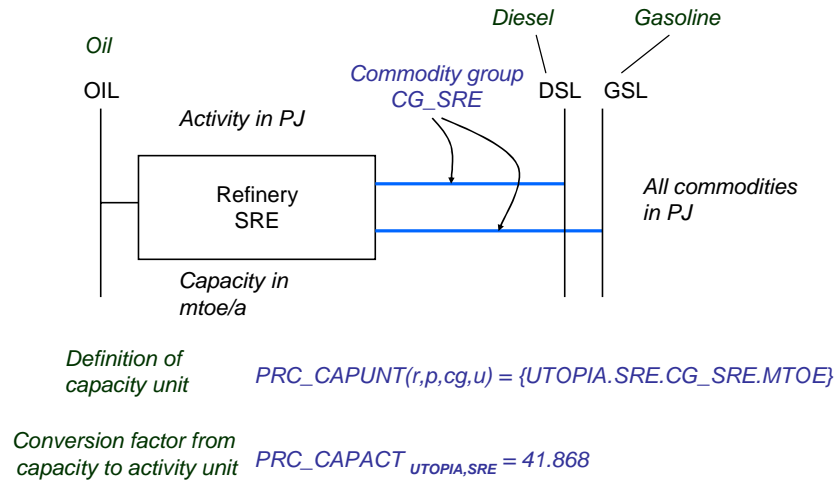 Diesel
Gasoline
Oil
Commodity group
CG_SRE
OIL
DSL
GSL
Activity in PJ
Refinery
SRE
All commodities
in PJ
Capacity in
mtoe/a
Definition of
capacity unit
PRC_CAPUNT(r,p,cg,u) = {UTOPIA.SRE.CG_SRE.MTOE}
Conversion factor from
capacity to activity unit
PRC_CAPACT UTOPIA,SRE = 41.868